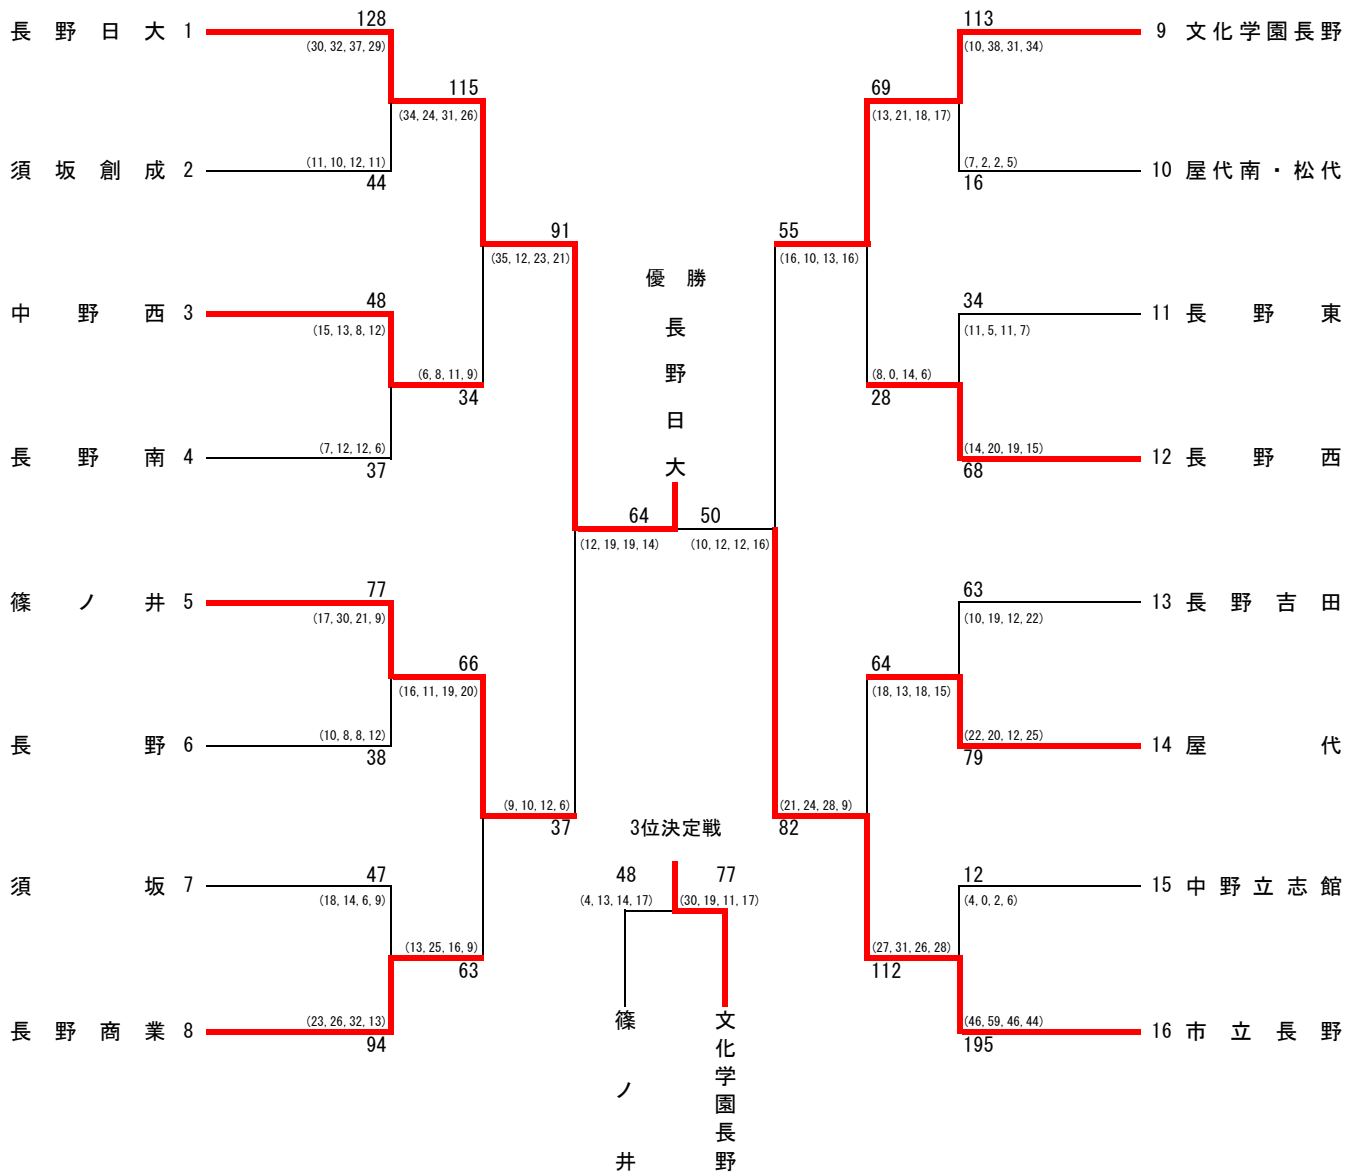 長野日大 1
128
(30, 32, 37, 29)
115
(34, 24, 31, 26)
須坂創成 2
(11, 10, 12, 11)
44
91
(35, 12, 23, 21)
中野西 3
48
(15, 13, 8, 12)
(6, 8, 11, 9)
34
長野南 4
(7, 12, 12, 6)
37
篠ノ井 5
77
(17, 30, 21, 9)
66
(16, 11, 19, 20)
長野 6
(10, 8, 8, 12)
38
(9, 10, 12, 6)
37
須坂 7
47
(18, 14, 6, 9)
(13, 25, 16, 9)
63
長野商業 8
(23, 26, 32, 13)
94
優勝
長野日大
64
(12, 19, 19, 14)
50
(10, 12, 12, 16)
3位決定戦
48
(4, 13, 14, 17)
77
(30, 19, 11, 17)
篠ノ井
文化学園長野
113
(10, 38, 31, 34)
9 文化学園長野
69
(13, 21, 18, 17)
(7, 2, 2, 5)
16
10 屋代南・松代
55
(16, 10, 13, 16)
34
(11, 5, 11, 7)
11 長野東
(8, 0, 14, 6)
28
(14, 20, 19, 15)
68
12 長野西
63
(10, 19, 12, 22)
13 長野吉田
64
(18, 13, 18, 15)
(22, 20, 12, 25)
79
14 屋代
(21, 24, 28, 9)
82
12
(4, 0, 2, 6)
15 中野立志館
(27, 31, 26, 28)
112
(46, 59, 46, 44)
195
16 市立長野